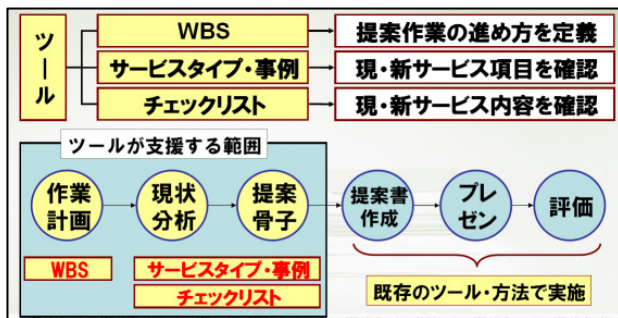 ツール
WBS
提案作業の進め方を定義
サービスタイプ・事例
現・新サービス項目を確認
チェックリスト
現・新サービス内容を確認
ツールが支援する範囲
作業
計画
現状
分析
提案
骨子
提案書
作成
プレ
ゼン
評価
WBS
サービスタイプ・事例
チェックリスト
既存のツール・方法で実施